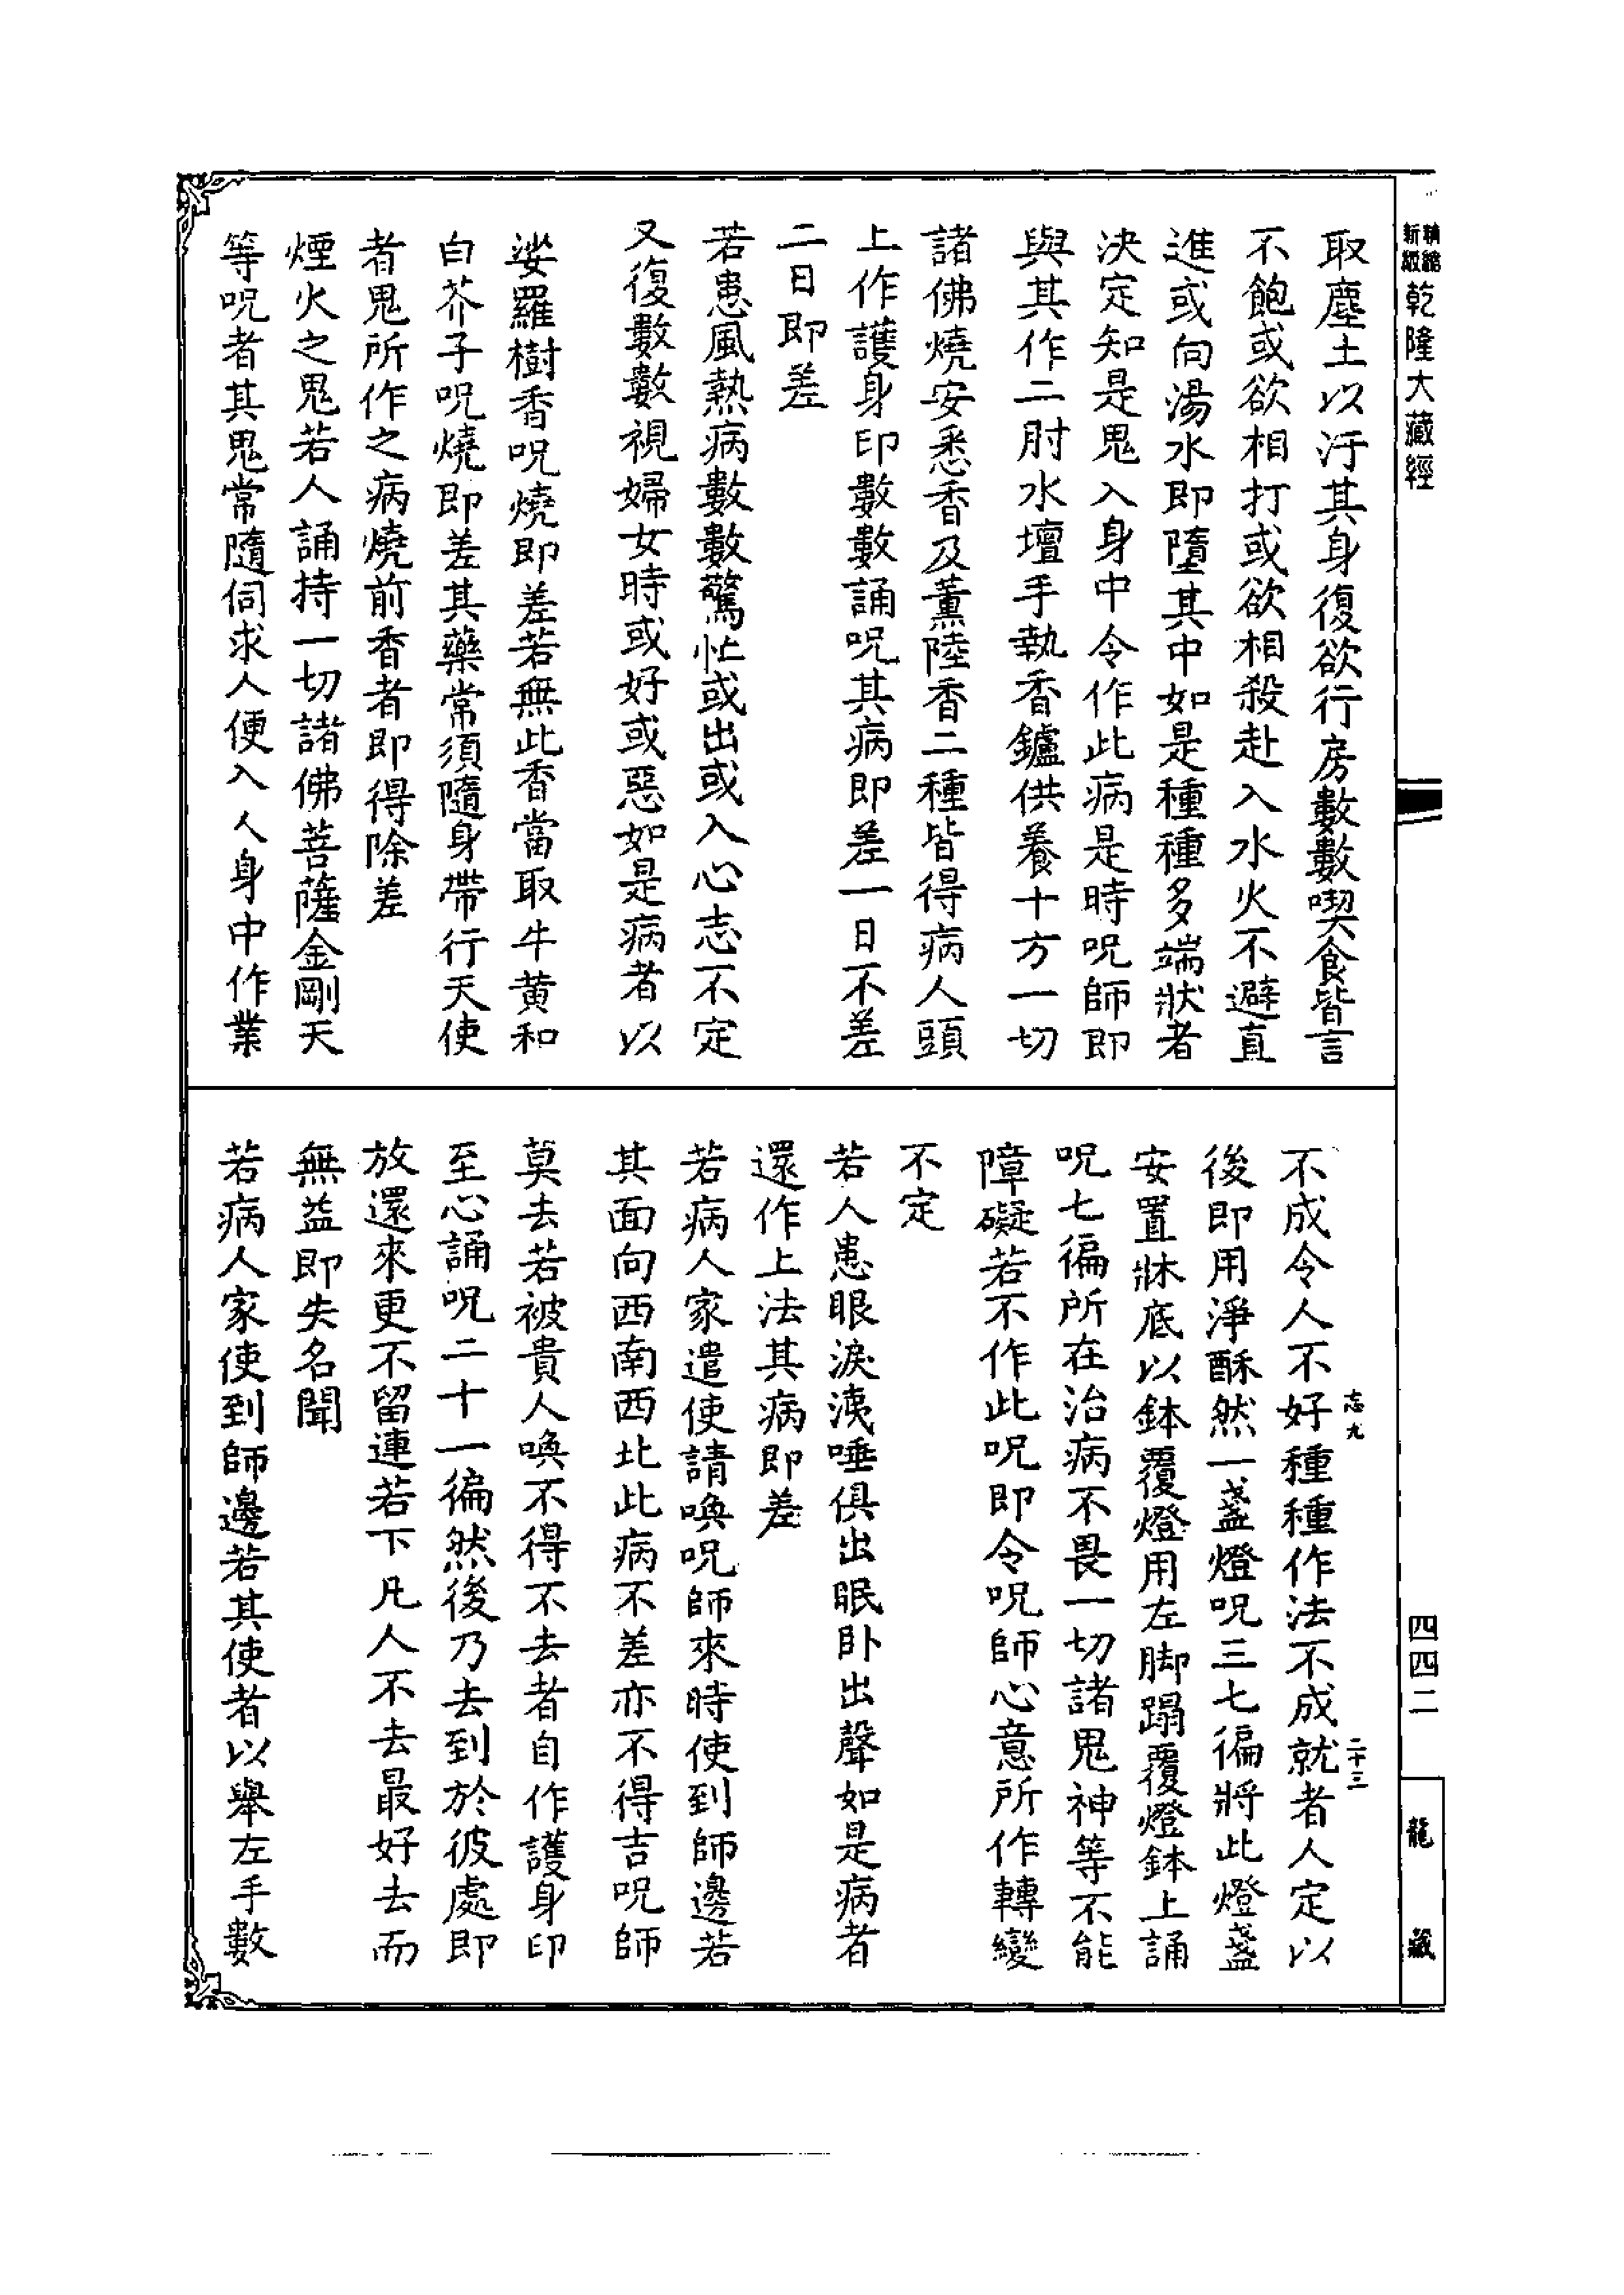 乾隆大藏經
取塵土以汙其身復欲行房數數喫食皆言
不飽或欲相打或欲相殺赴入水火不避直
進或向湯水即墮其中如是種種多端狀者
決定知是鬼入身中令作此病是時呪師即
與其作二肘水壇手執香鑪供養十方一切
諸佛燒安悉香及薰陸香二種皆得病人頭
上作護身印數數誦呪其病即差一日不差
二日即差
若患風熱病數數驚忙或出或入心志不定
又復數數視婦女時或好或惡如是病者以
娑羅樹香呪燒即差若無此香當取牛黃和
白芥子呪燒即差其藥常須隨身帶行天使
者鬼所作之病燒前香者即得除差
煙火之鬼若人誦持一切諸佛菩薩金剛天
等呪者其鬼常隨伺求人便入人身中作業
不成令人不好種種作法不成就者人定以
後即用淨酥然一盞燈呪三七徧將此燈盞
安置牀底以鉢覆燈用左脚蹋覆燈鉢上誦
呪七徧所在治病不畏一切諸鬼神等不能
障礙若不作此呪即令呪師心意所作轉變
不定
若人患眼淚洟唾俱出眠臥出聲如是病者
還作上法其病即差
若病人家遣使請喚呪師來時使到師邊若
其面向西南西北此病不差亦不得吉呪師
莫去若被貴人喚不得不去者自作護身印
至心誦呪二十一徧然後乃去到於彼處即
放還來更不留連若下凡人不去最好去而
無益即失名聞
若病人家使到師邊若其使者以舉左手數
二十三
四四二
龍藏